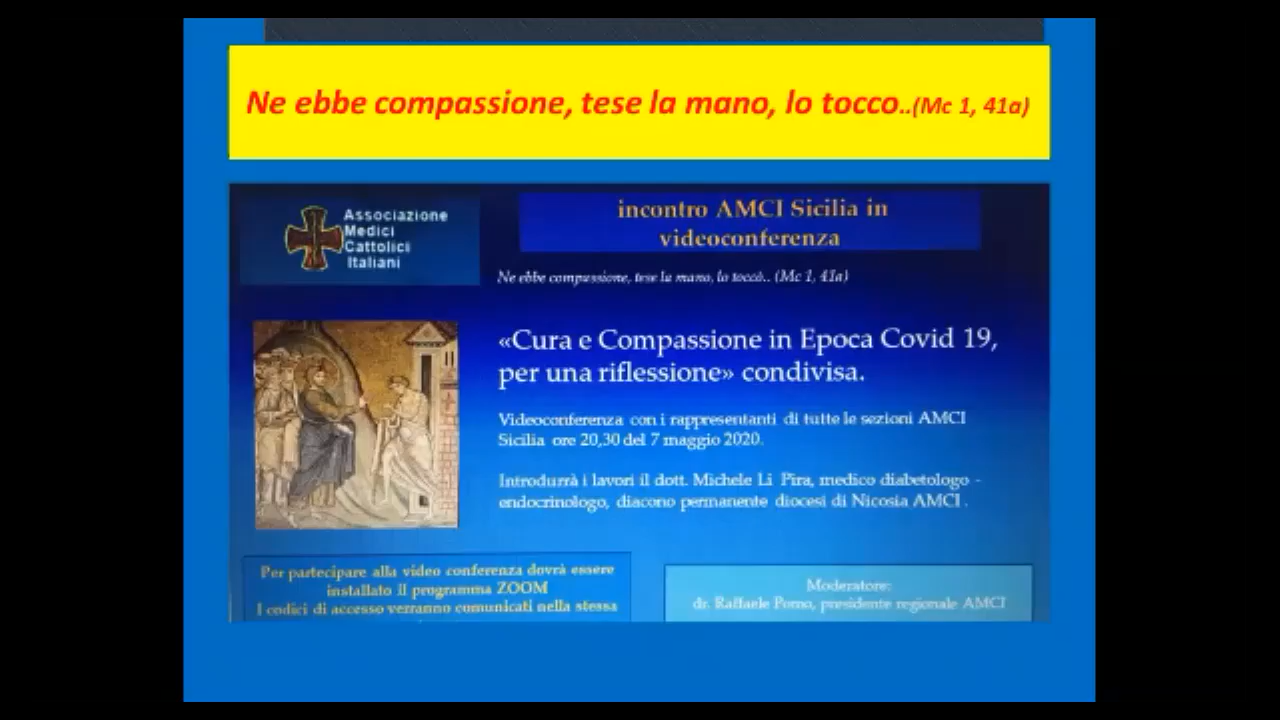 Ne ebbe compassione, tese la mano, lo tocco..(Mc 1, 41a)
Associazione
Medici
Cattolici
Italiani
incontro AMCI Sicilia in
videoconferenza
Ne ebbe compassione, tese la mano, lo toccò.. (Mc 1, 41a)
«Cura e Compassione in Epoca Covid 19,
per una riflessione» condivisa.
Videoconferenza con i rappresentanti di tutte le sezioni AMCI
Sicilia ore 20,30 del 7 maggio 2020.
Introdurrà i lavori il dott. Michele Li Pira, medico diabetologo -
endocrinologo, diacono permanente diocesi di Nicosia AMCI .
Per partecipare alla video conferenza dovrà essere
installato il programma ZOOM
I codici di accesso verranno comunicati nella stessa
Moderatore:
dr. Raffaele Pomo, presidente regionale AMCI